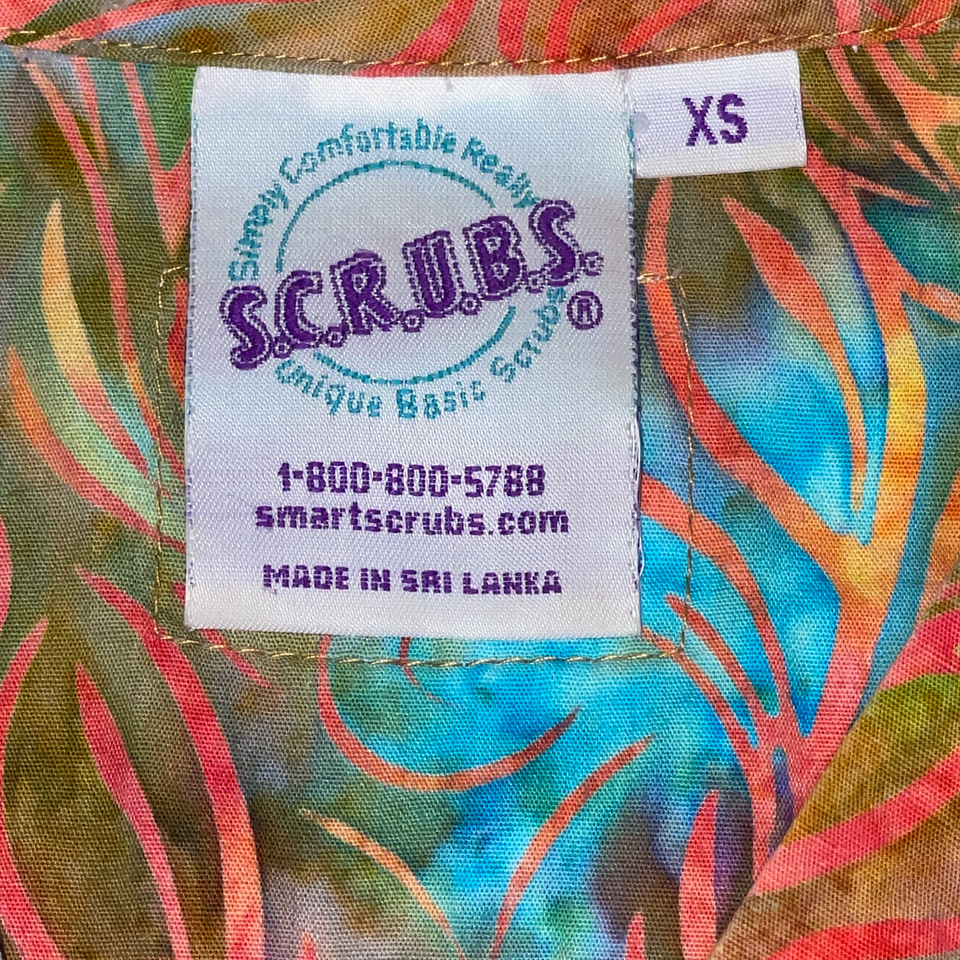 XS
Simply Comfortable Really
S.C.R.U.B.S.®
Unique Basic Scrubs
1-800-800-5788
smartscrubs.com
MADE IN SRI LANKA